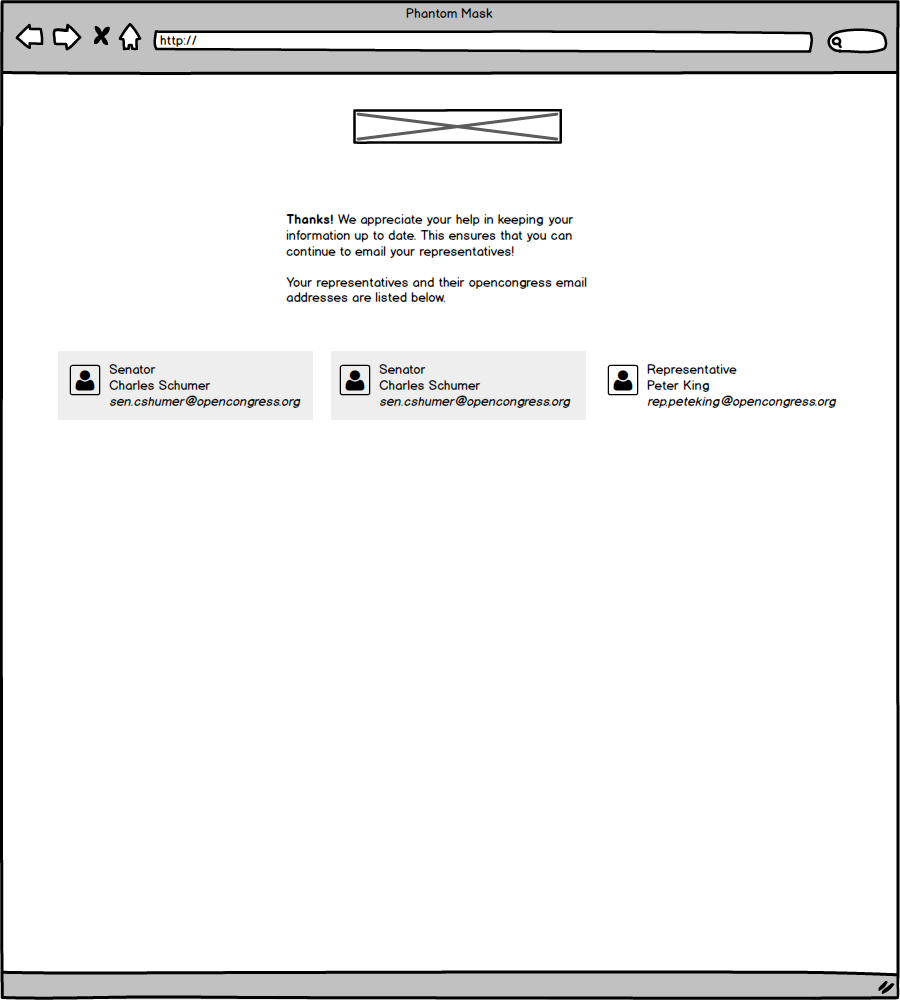 Phantom Mask
http://
Thanks! We appreciate your help in keeping your
information up to date. This ensures that you can
continue to email your representatives!
Your representatives and their opencongress email
addresses are listed below.
Senator
Charles Schumer
sen.cshumer@opencongress.org
Senator
Charles Schumer
sen.cshumer@opencongress.org
Representative
Peter King
rep.peteking@opencongress.org